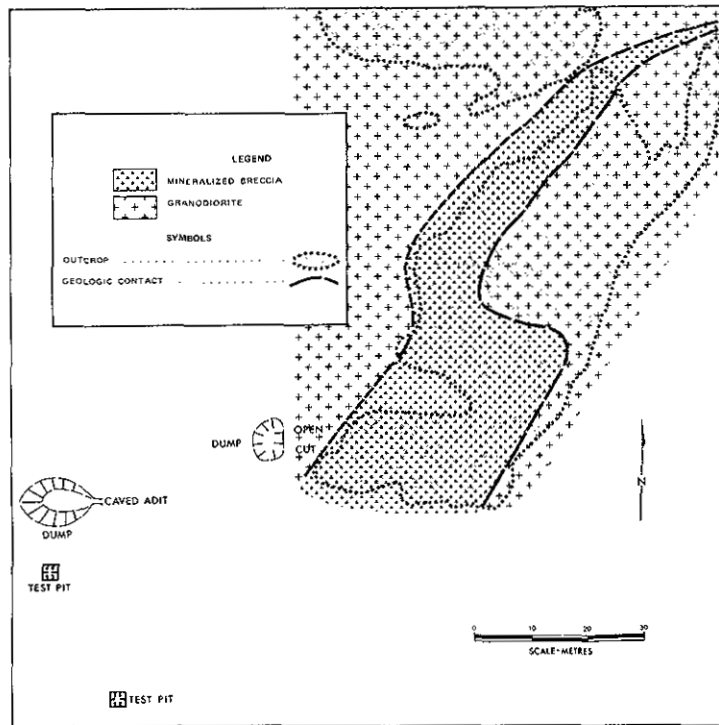 LEGEND
MINERALIZED BRECCIA
GRANODIORITE
SYMBOLS
OUTCROP
GEOLOGIC CONTACT
DUMP
OPEN
CUT
CAVED ADIT
DUMP
TEST PIT
N
0 10 20 30
SCALE-METRES
TEST PIT